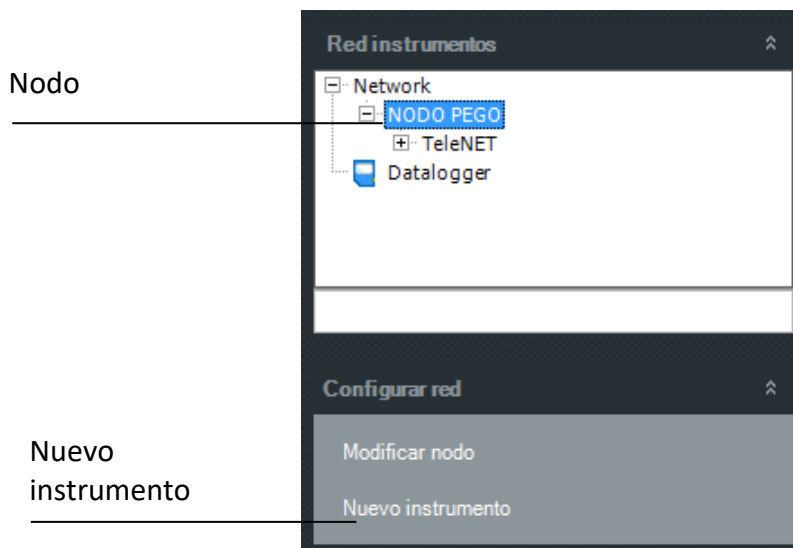 Red instrumentos
Nodo
Network
NODO PEGO
TeleNET
Datalogger
Configurar red
Nuevo
instrumento
Modificar nodo
Nuevo instrumento